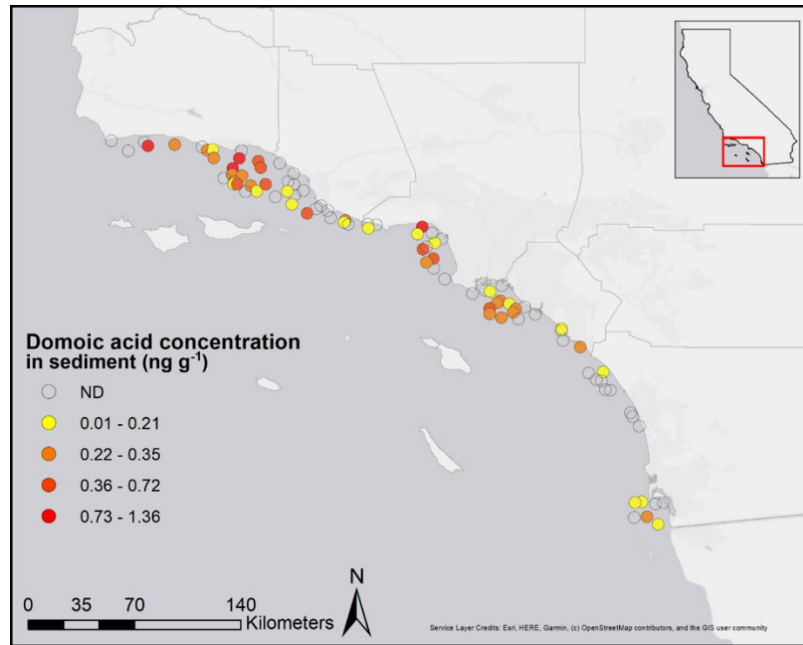 Domoic acid concentration
in sediment (ng g⁻¹)
ND
0.01 - 0.21
0.22 - 0.35
0.36 - 0.72
0.73 - 1.36
N
0 35 70 140
Kilometers
Service Layer Credits: Esri, HERE, Garmin, (c) OpenStreetMap contributors, and the GIS user community